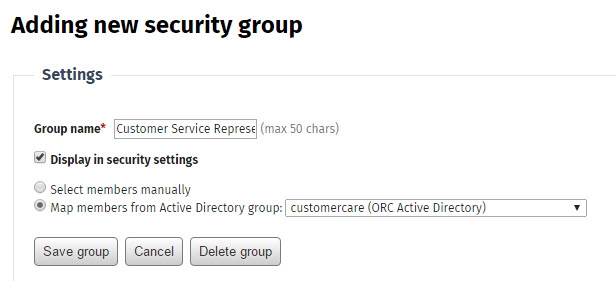 Adding new security group
Settings
Group name* Customer Service Represe (max 50 chars)
Display in security settings
Select members manually
Map members from Active Directory group: customercare (ORC Active Directory)
Save group Cancel Delete group